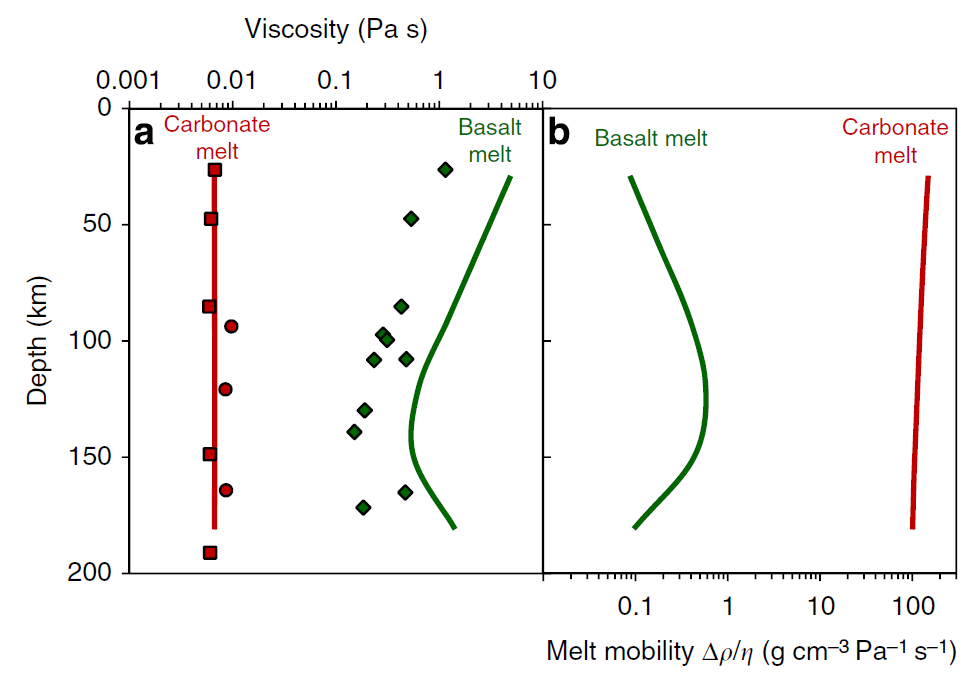 Viscosity (Pa s)
0.001 0.01 0.1 1 10
0
50
100
150
200
Depth (km)
a
Carbonate
melt
Basalt
melt
b
Basalt melt
Carbonate
melt
0.1 1 10 100
Melt mobility Δρ/η (g cm⁻³ Pa⁻¹ s⁻¹)